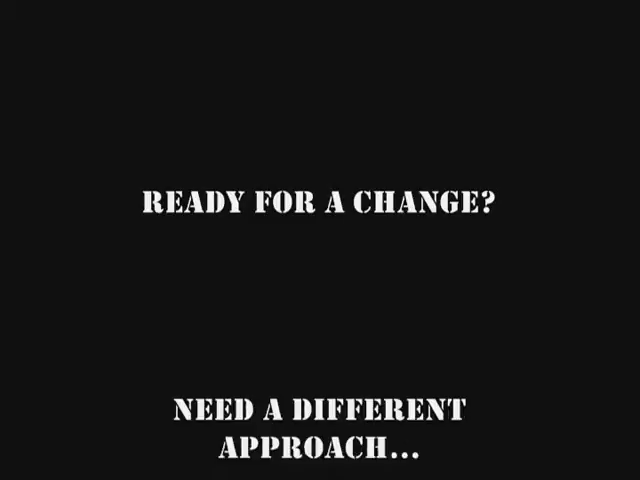 READY FOR A CHANGE?
NEED A DIFFERENT
APPROACH...